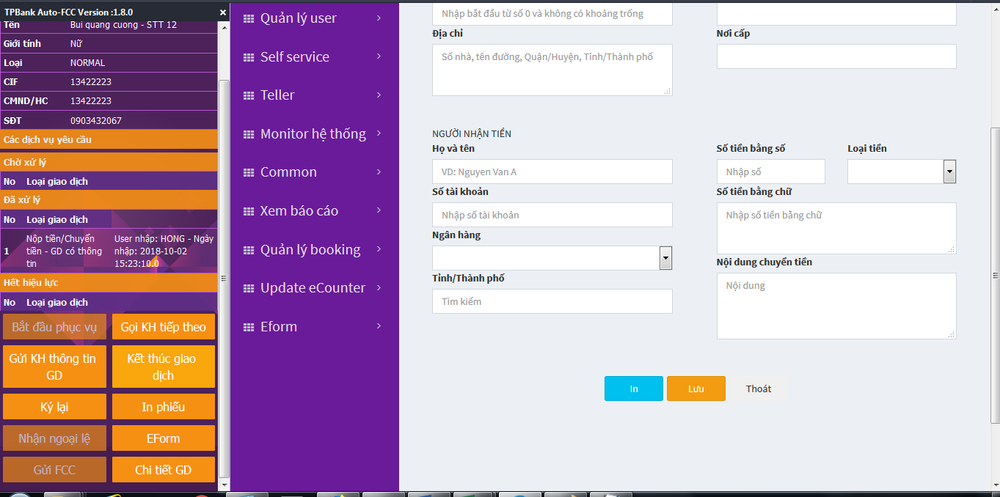 TPBank Auto-FCC Version :1.8.0
Tên Bui quang cuong - STT 12
Giới tính Nữ
Loại NORMAL
CIF 13422223
CMND/HC 13422223
SĐT 0903432067
Các dịch vụ yêu cầu
Chờ xử lý
No Loại giao dịch
Đã xử lý
No Loại giao dịch
1 Nộp tiền/Chuyển tiền - GD có thông tin User nhập: HONG - Ngày nhập: 2018-10-02 15:23:10.0
Hết hiệu lực
No Loại giao dịch
Bắt đầu phục vụ
Gọi KH tiếp theo
Gửi KH thông tin GD
Kết thúc giao dịch
Ký lại
In phiếu
Nhận ngoại lệ
EForm
Gửi FCC
Chi tiết GD
Quản lý user
Self service
Teller
Monitor hệ thống
Common
Xem báo cáo
Quản lý booking
Update eCounter
Eform
Nhập bắt đầu từ số 0 và không có khoảng trống
Địa chỉ
Số nhà, tên đường, Quận/Huyện, Tỉnh/Thành phố
Nơi cấp
NGƯỜI NHẬN TIỀN
Họ và tên
VD: Nguyen Van A
Số tài khoản
Nhập số tài khoản
Ngân hàng
Tỉnh/Thành phố
Tìm kiếm
Số tiền bằng số
Nhập số
Loại tiền
Số tiền bằng chữ
Nhập số tiền bằng chữ
Nội dung chuyển tiền
Nội dung
In
Lưu
Thoát